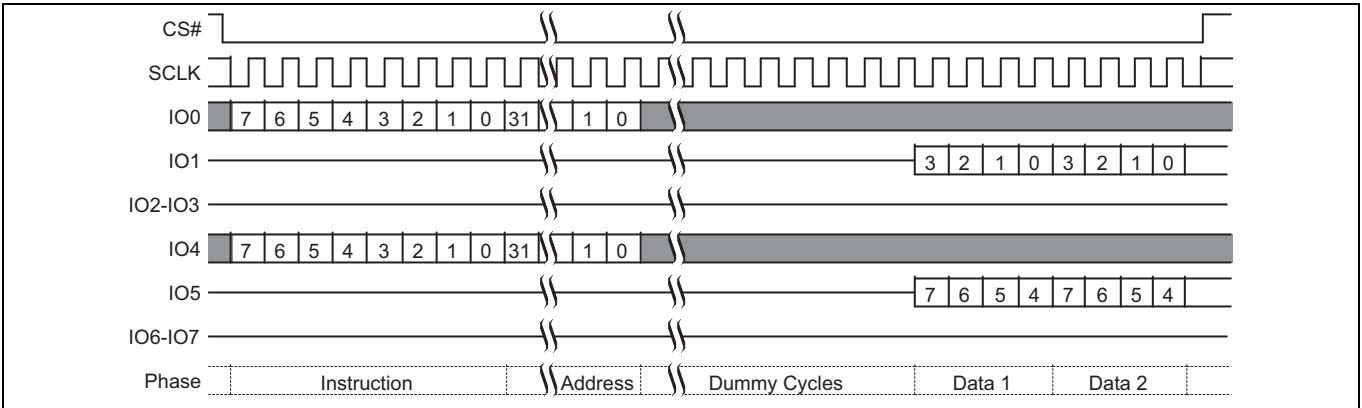 CS#
SCLK
IO0 7 6 5 4 3 2 1 0 31 1 0
IO1 3 2 1 0 3 2 1 0
IO2-IO3
IO4 7 6 5 4 3 2 1 0 31 1 0
IO5 7 6 5 4 7 6 5 4
IO6-IO7
Phase Instruction Address Dummy Cycles Data 1 Data 2